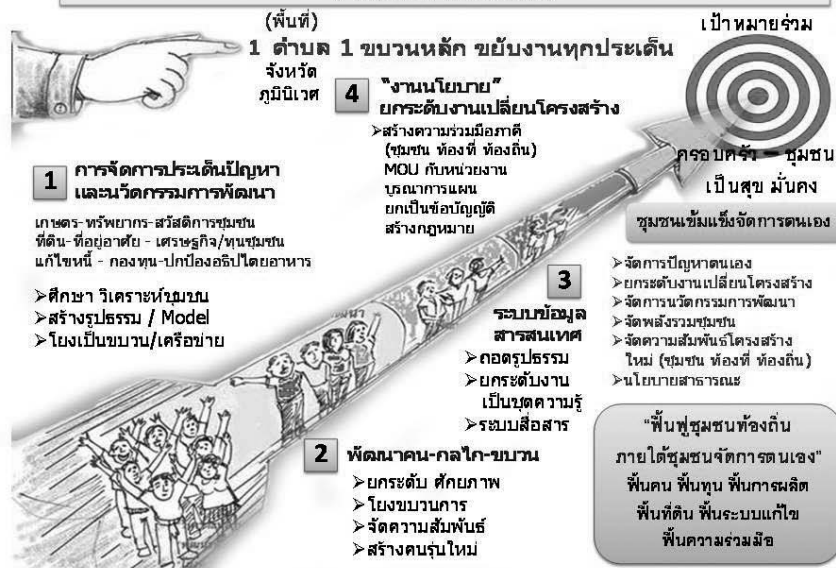 (พื้นที่)
1 ตำบล 1 ขบวนหลัก ขยับงานทุกประเด็น
จังหวัด
ภูมินิเวศ
เป้าหมายร่วม
4 "งานนโยบาย"
ยกระดับงานเปลี่ยนโครงสร้าง
➢สร้างความร่วมมือภาคี
(ชุมชน ท้องที่ ท้องถิ่น)
MOU กับหน่วยงาน
บูรณาการแผน
ยกเป็นข้อบัญญัติ
สร้างกฎหมาย
ครอบครัว – ชุมชน
เป็นสุข มั่นคง
1 การจัดการประเด็นปัญหา
และนวัตกรรมการพัฒนา
เกษตร-ทรัพยากร-สวัสดิการชุมชน
ที่ดิน-ที่อยู่อาศัย - เศรษฐกิจ/ทุนชุมชน
แก้ไขหนี้ - กองทุน-ปกป้องอธิปไตยอาหาร
➢ศึกษา วิเคราะห์ชุมชน
➢สร้างรูปธรรม / Model
➢โยงเป็นขบวน/เครือข่าย
ชุมชนเข้มแข็งจัดการตนเอง
➢จัดการปัญหาตนเอง
➢ยกระดับงานเปลี่ยนโครงสร้าง
➢จัดการนวัตกรรมการพัฒนา
➢จัดพลังรวมชุมชน
➢จัดความสัมพันธ์โครงสร้าง
ใหม่ (ชุมชน ท้องที่ ท้องถิ่น)
➢นโยบายสาธารณะ
3
ระบบข้อมูล
สารสนเทศ
➢ถอดรูปธรรม
➢ยกระดับงาน
เป็นชุดความรู้
➢ระบบสื่อสาร
2 พัฒนาคน-กลไก-ขบวน
➢ยกระดับ ศักยภาพ
➢โยงขบวนการ
➢จัดความสัมพันธ์
➢สร้างคนรุ่นใหม่
"ฟื้นฟูชุมชนท้องถิ่น
ภายใต้ชุมชนจัดการตนเอง"
ฟื้นคน ฟื้นทุน ฟื้นการผลิต
ฟื้นที่ดิน ฟื้นระบบแก้ไข
ฟื้นความร่วมมือ